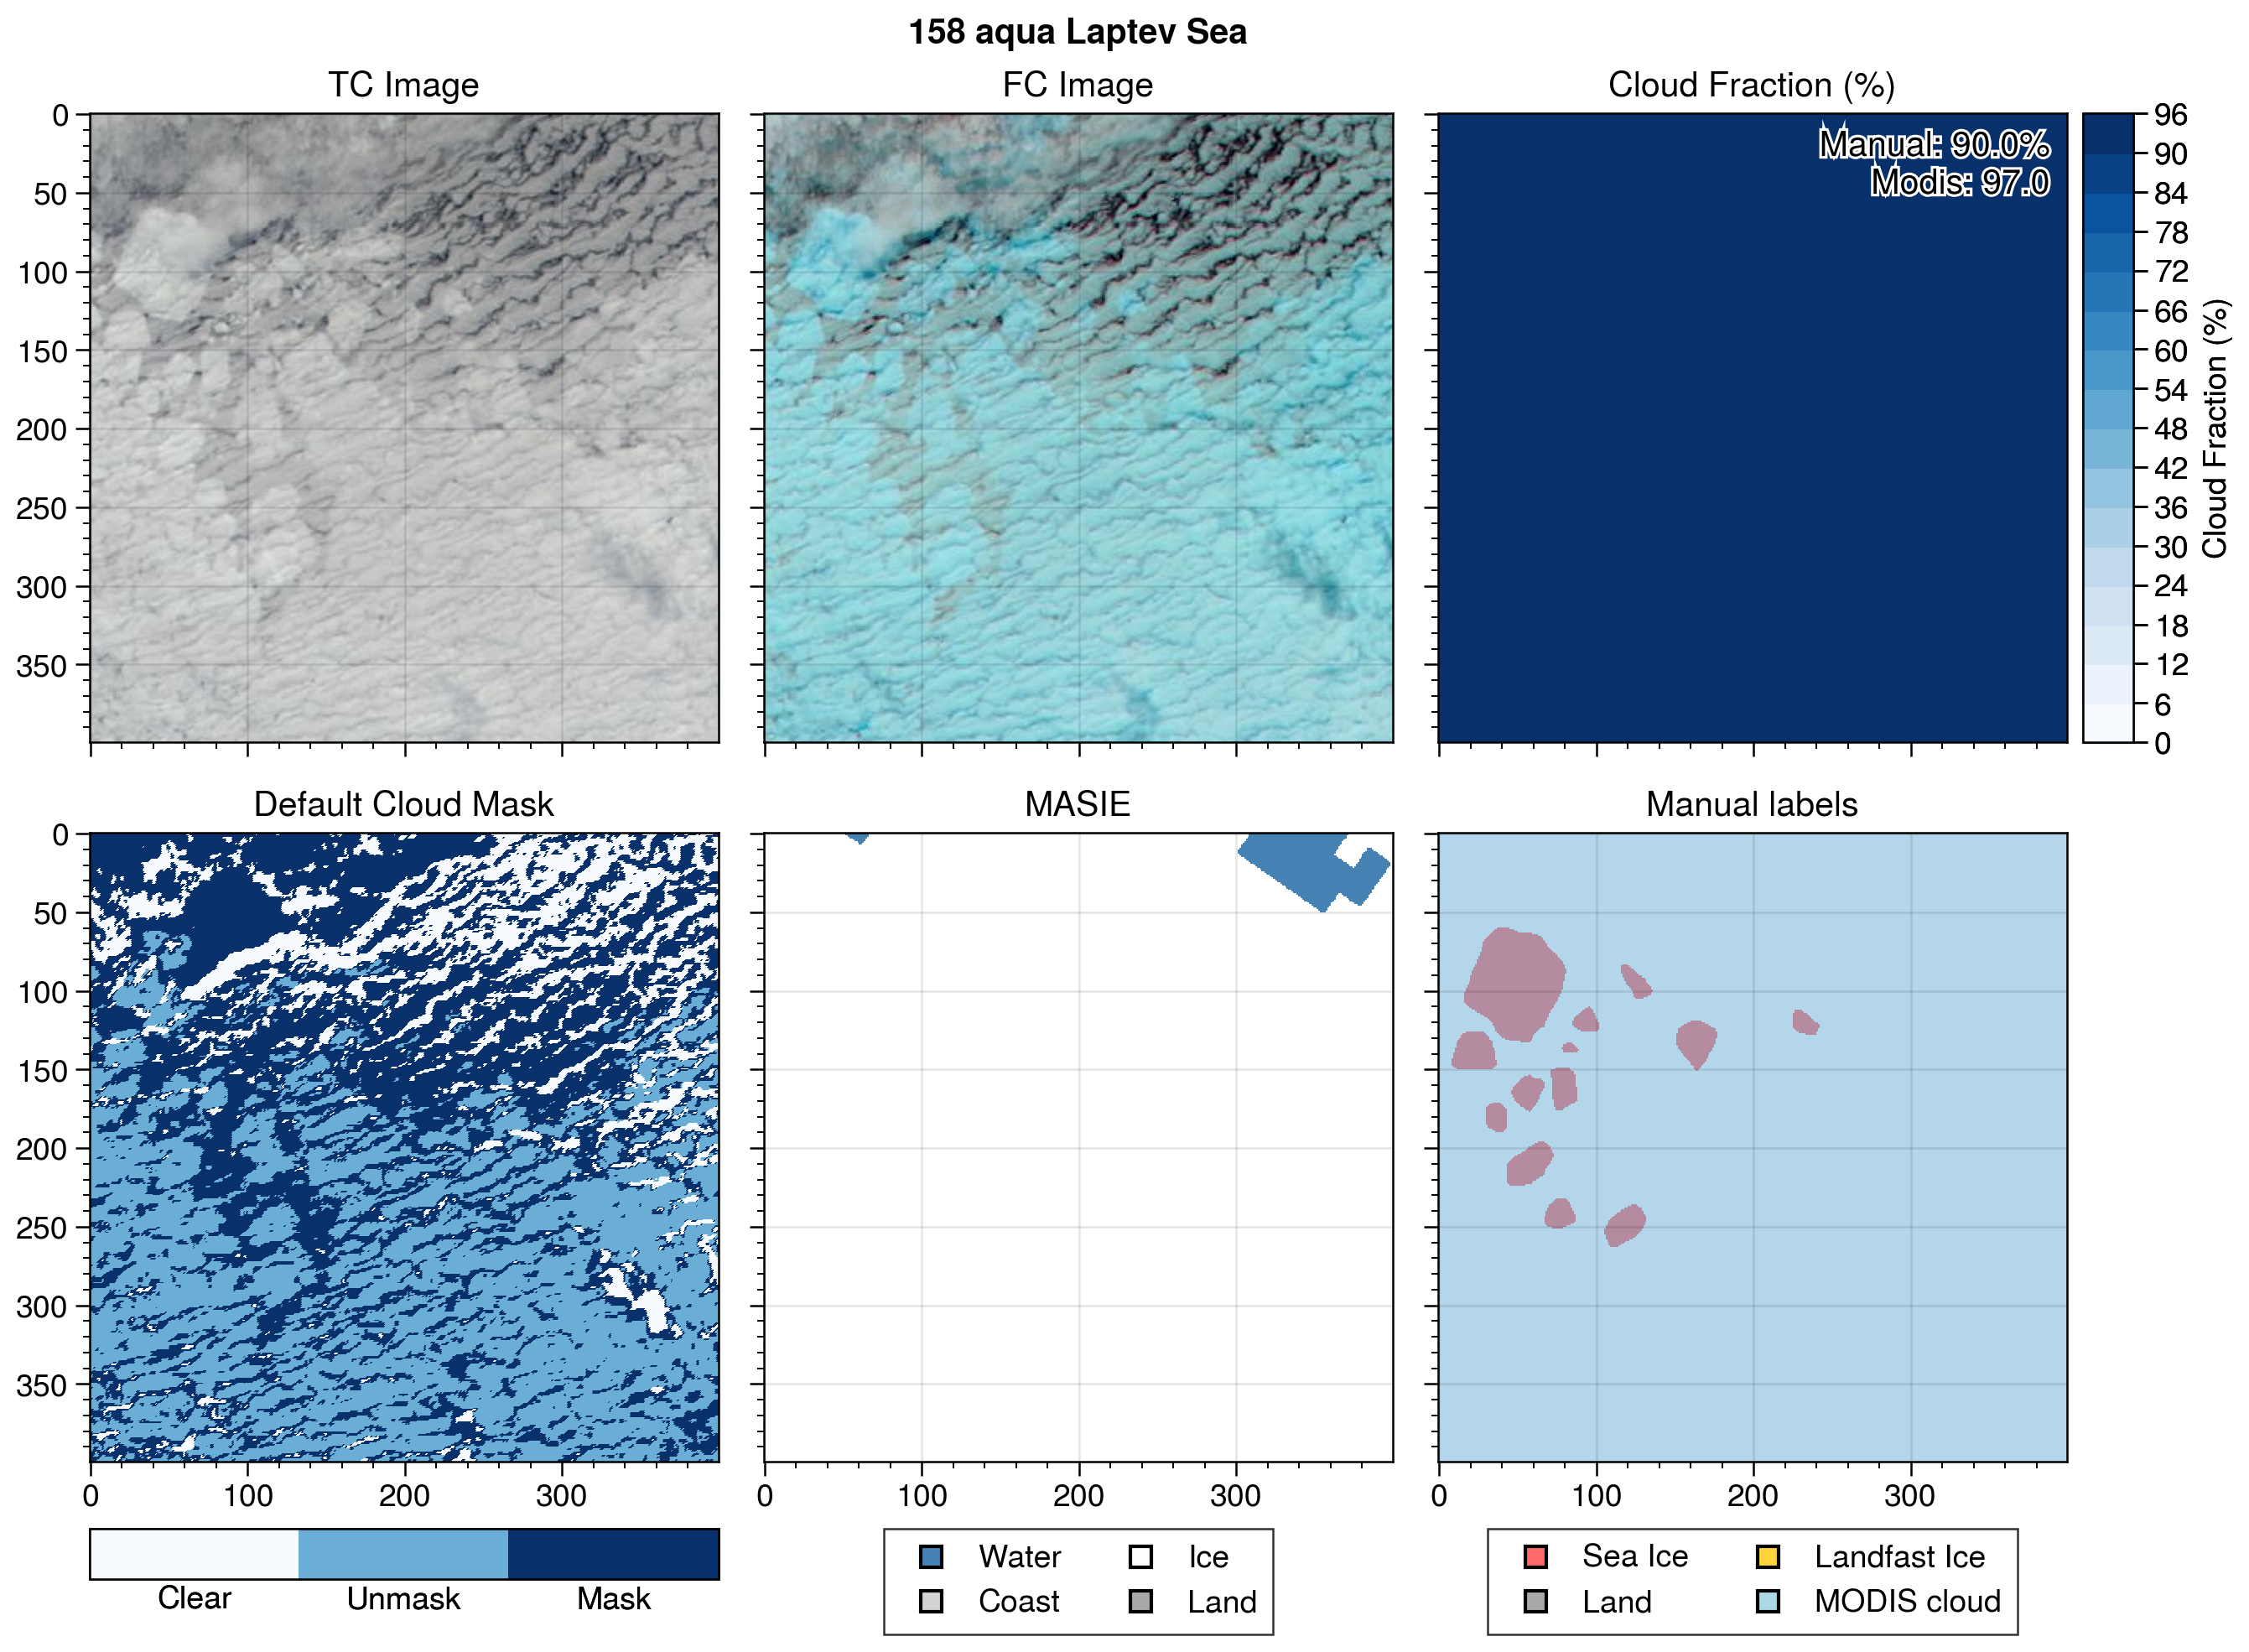 158 aqua Laptev Sea
TC Image
FC Image
Cloud Fraction (%)
0
50
100
150
200
250
300
350
Manual: 90.0%
Modis: 97.0
96
90
84
78
72
66
60
54
48
42
36
30
24
18
12
6
0
Cloud Fraction (%)
Default Cloud Mask
MASIE
Manual labels
0
50
100
150
200
250
300
350
0 100 200 300
0 100 200 300
0 100 200 300
Clear Unmask Mask
Water Ice
Coast Land
Sea Ice Landfast Ice
Land MODIS cloud